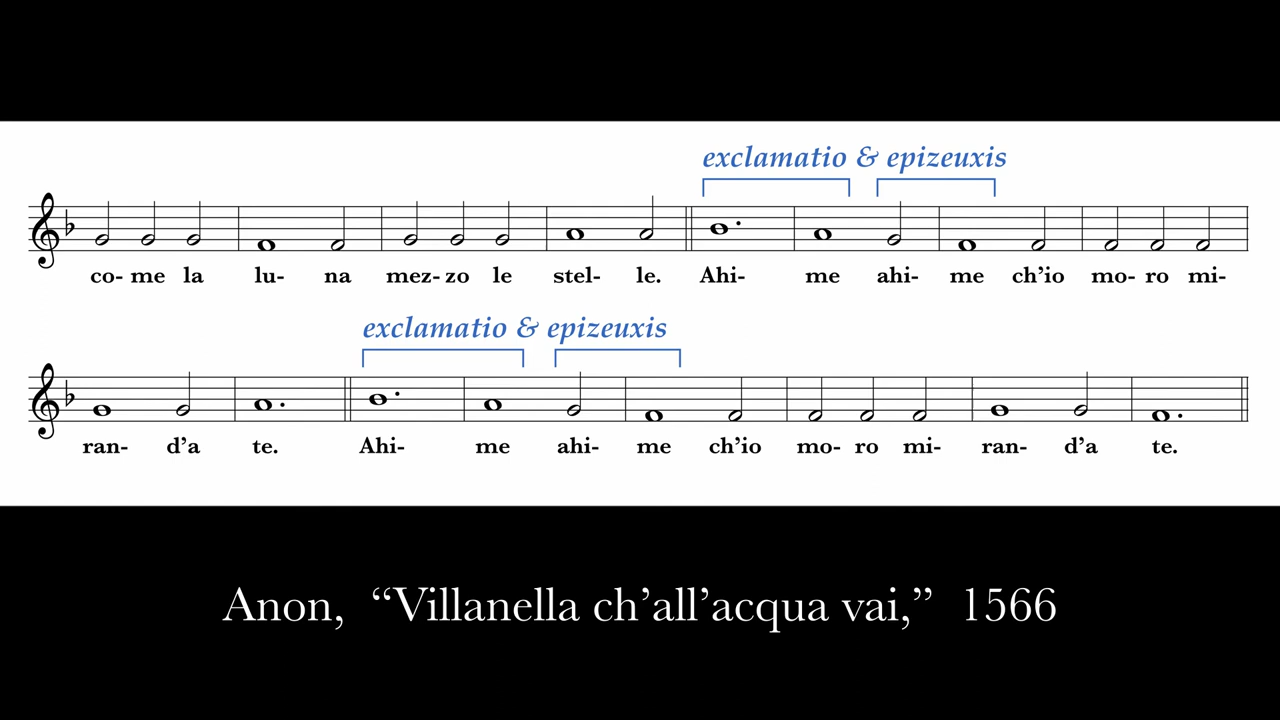 exclamatio & epizeuxis
co- me la lu- na mez- zo le stel- le. Ahi- me ahi- me ch’io mo- ro mi-
exclamatio & epizeuxis
ran- d’a te. Ahi- me ahi- me ch’io mo- ro mi- ran- d’a te.
Anon, “Villanella ch’all’acqua vai,” 1566